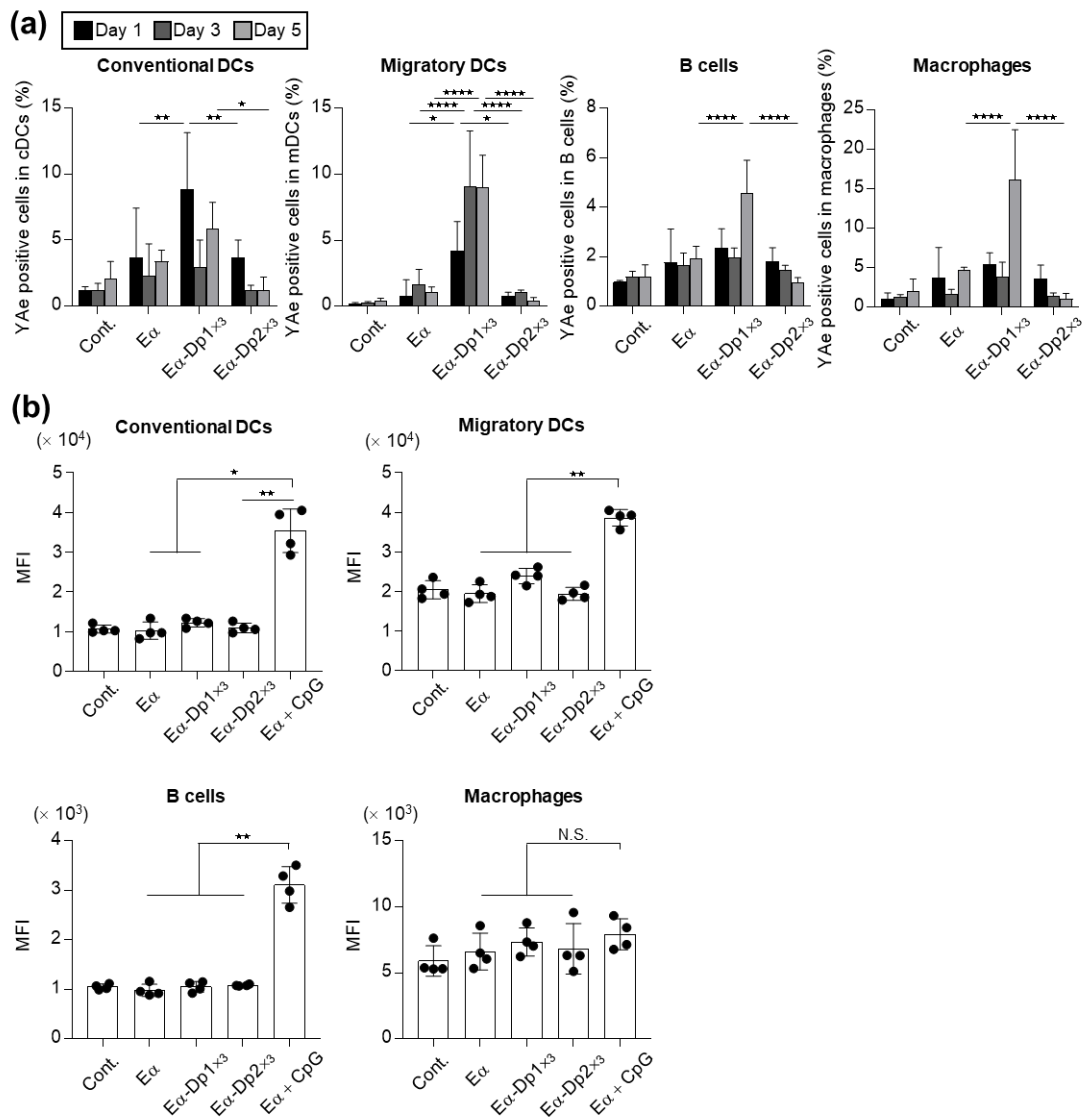 (a)
Day 1 Day 3 Day 5
Conventional DCs
YAe positive cells in cDCs (%)
15
10
5
0
★★ ★★ ★
Cont. Eα Eα-Dp1×3 Eα-Dp2×3
Migratory DCs
YAe positive cells in mDCs (%)
15
10
5
0
★★★★ ★★★★
★★★★ ★★★★
★ ★
Cont. Eα Eα-Dp1×3 Eα-Dp2×3
B cells
YAe positive cells in B cells (%)
8
6
4
2
0
★★★★ ★★★★
Cont. Eα Eα-Dp1×3 Eα-Dp2×3
Macrophages
YAe positive cells in macrophages (%)
25
20
15
10
5
0
★★★★ ★★★★
Cont. Eα Eα-Dp1×3 Eα-Dp2×3
(b)
Conventional DCs
(× 10⁴)
MFI
5
4
3
2
1
0
★
★★
Cont. Eα Eα-Dp1×3 Eα-Dp2×3 Eα + CpG
Migratory DCs
(× 10⁴)
MFI
5
4
3
2
1
0
★★
Cont. Eα Eα-Dp1×3 Eα-Dp2×3 Eα + CpG
B cells
(× 10³)
MFI
4
3
2
1
0
★★
Cont. Eα Eα-Dp1×3 Eα-Dp2×3 Eα + CpG
Macrophages
(× 10³)
MFI
15
10
5
0
N.S.
Cont. Eα Eα-Dp1×3 Eα-Dp2×3 Eα + CpG